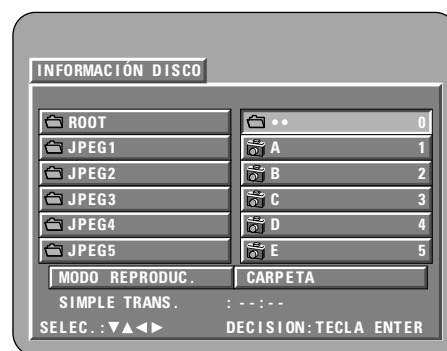 INFORMACIÓN DISCO
ROOT •• 0
JPEG1 A 1
JPEG2 B 2
JPEG3 C 3
JPEG4 D 4
JPEG5 E 5
MODO REPRODUC. CARPETA
SIMPLE TRANS. : --:--
SELEC.:▼▲◄► DECISION:TECLA ENTER